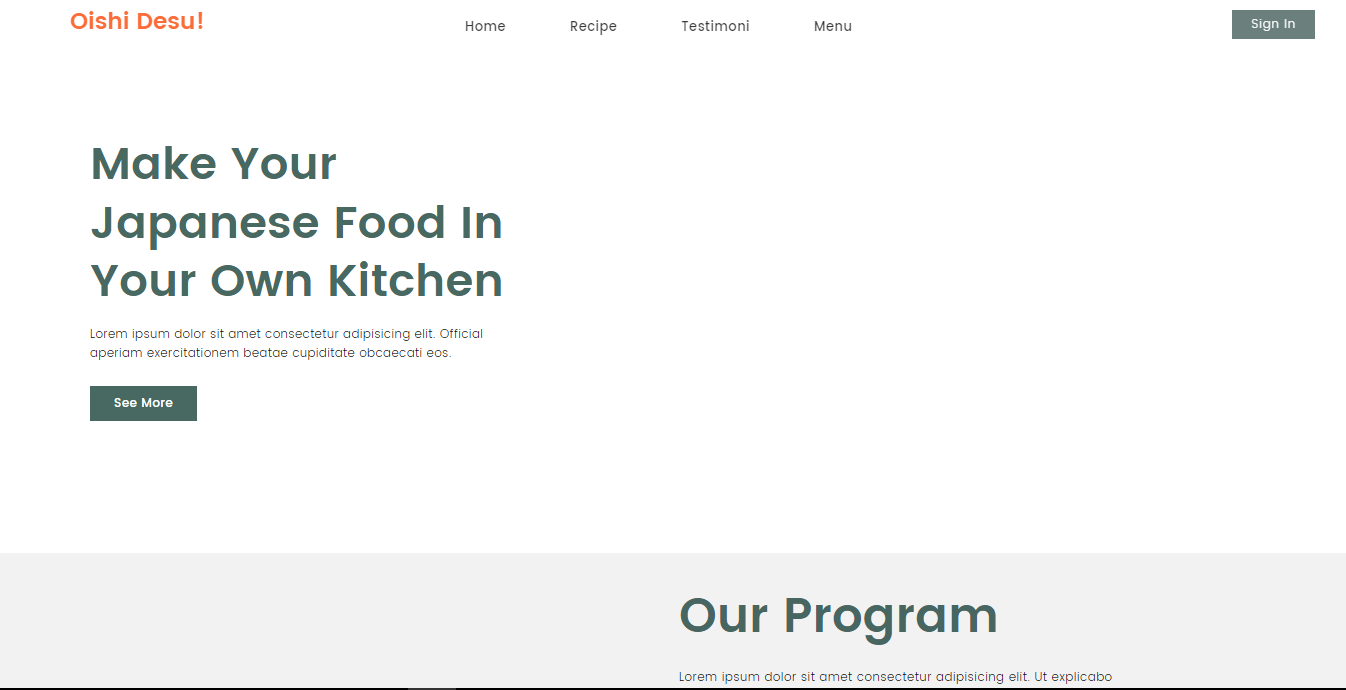 Oishi Desu!
Home
Recipe
Testimoni
Menu
Sign In
Make Your
Japanese Food In
Your Own Kitchen
Lorem ipsum dolor sit amet consectetur adipisicing elit. Official
aperiam exercitationem beatae cupiditate obcaecati eos.
See More
Our Program
Lorem ipsum dolor sit amet consectetur adipisicing elit. Ut explicabo